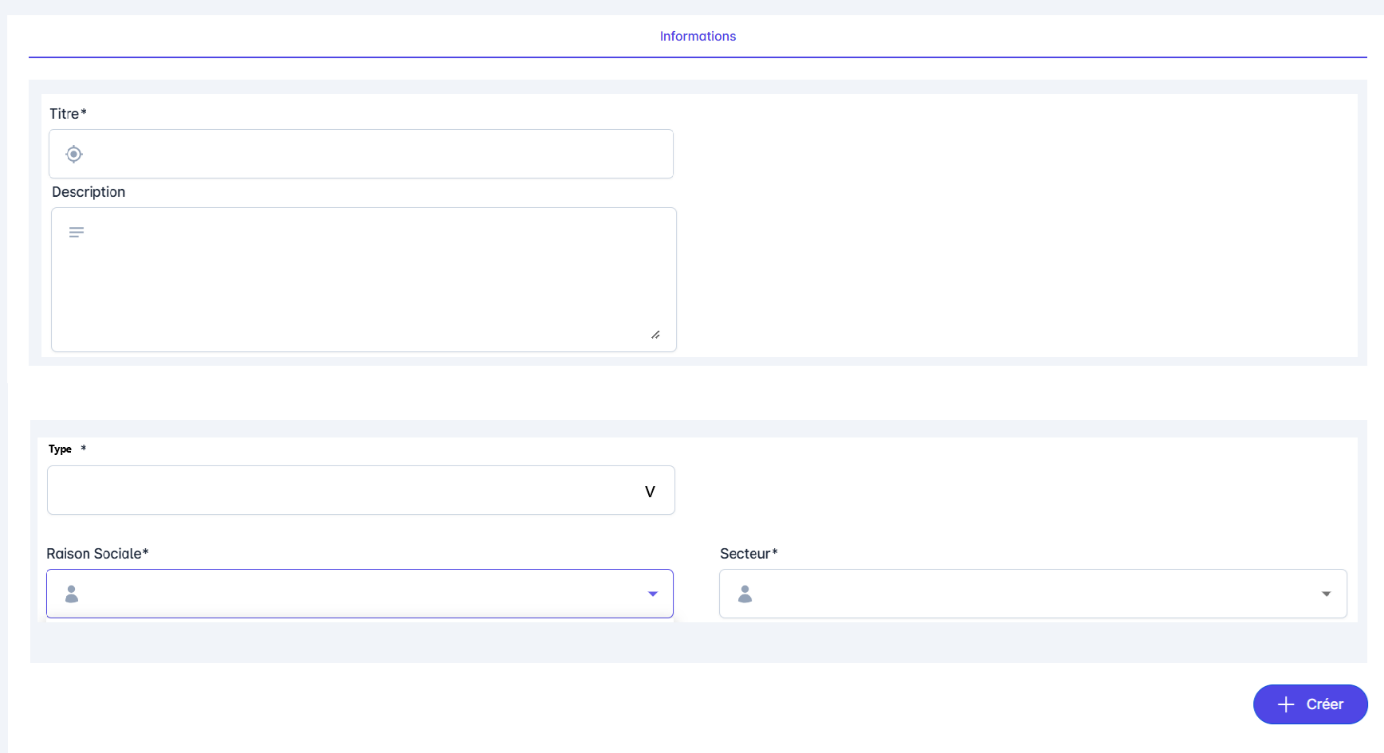 Informations
Titre*
Description
Type *
V
Raison Sociale*
Secteur*
Créer